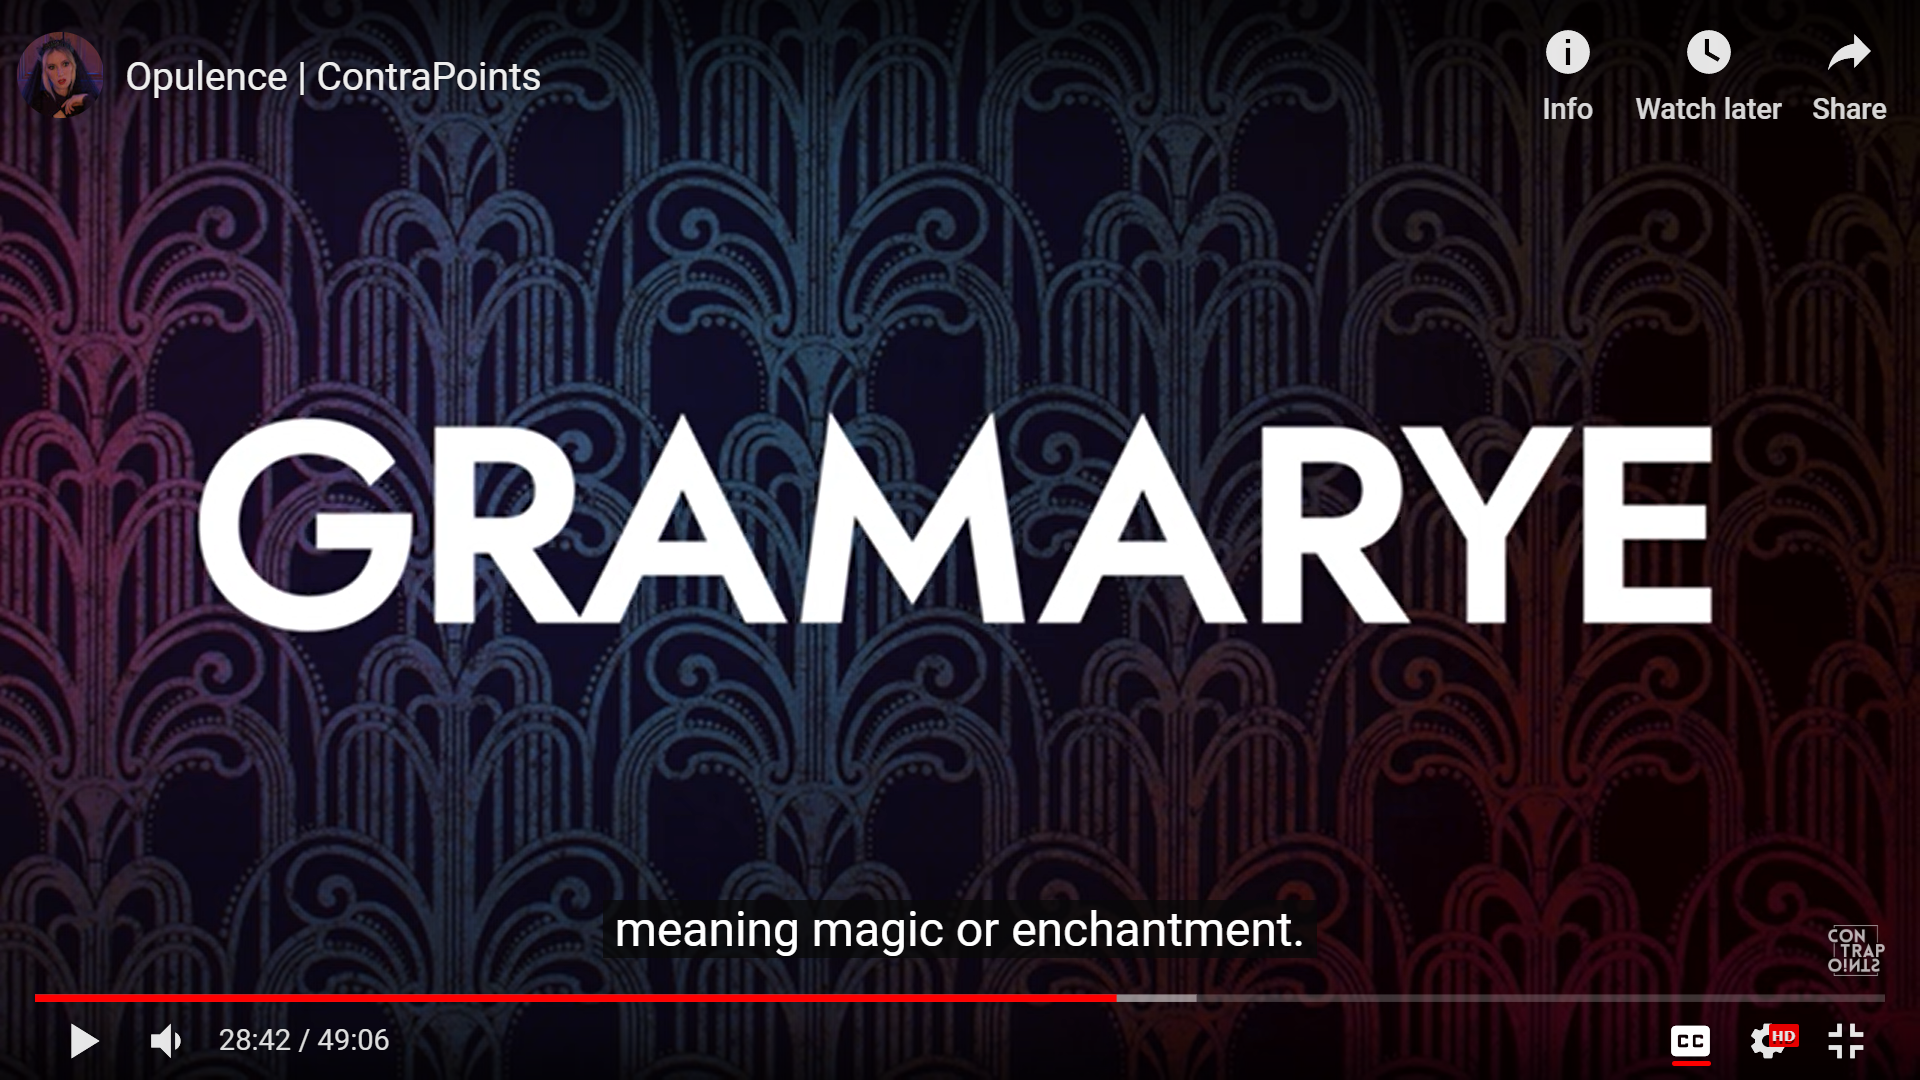 Opulence | ContraPoints
Info
Watch later
Share
GRAMARYE
meaning magic or enchantment.
CON
TRAP
OINTS
28:42 / 49:06
CC
HD